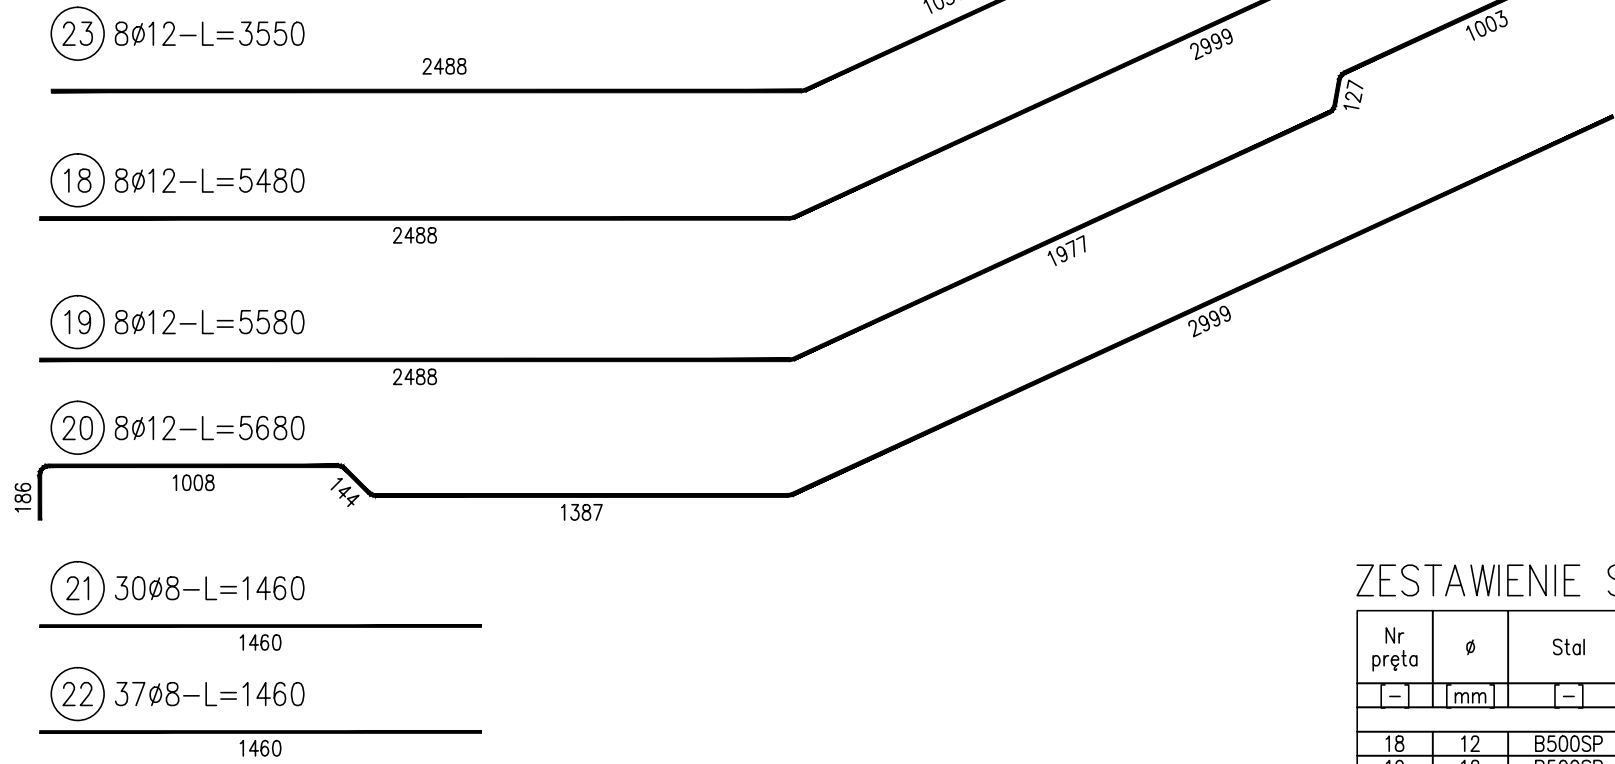 23 8ø12-L=3550
2488
2999
1003
127
18 8ø12-L=5480
2488
1977
19 8ø12-L=5580
2488
2999
20 8ø12-L=5680
186
1008
144
1387
21 30ø8-L=1460
1460
22 37ø8-L=1460
1460
ZESTAWIENIE
Nr pręta ø Stal
[-] [mm] [-]
18 12 B500SP